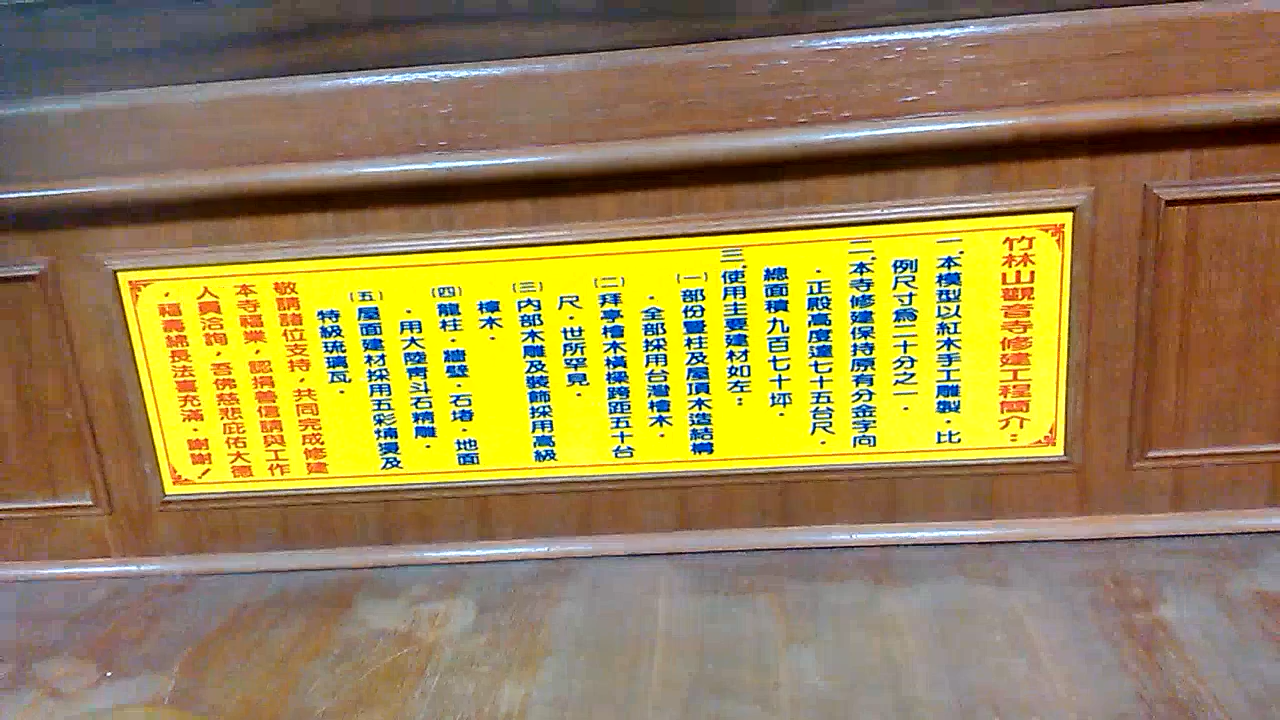 竹林山觀音寺修建工程簡介：
一.本模型以紅木手工雕製．比
例尺寸爲二十分之一．
二.本寺修建保持原有分金字向
．正殿高度達七十五台尺．
總面積九百七十坪．
三.使用主要建材如左：
㈠部份豎柱及屋頂木造結構
．全部採用台灣檜木．
㈡拜亭檜木橫樑跨距五十台
尺．世所罕見．
㈢內部木雕及裝飾採用高級
樟木．
㈣龍柱．牆壁．石堵．地面
．用大陸青斗石精雕．
㈤屋面建材採用五彩燒燙及
特級琉璃瓦．
敬請諸位支持，共同完成修建
本寺福業，認捐善信請與工作
人員洽詢，吾佛慈悲庇佑大德
，福壽綿長法喜充滿．謝謝！